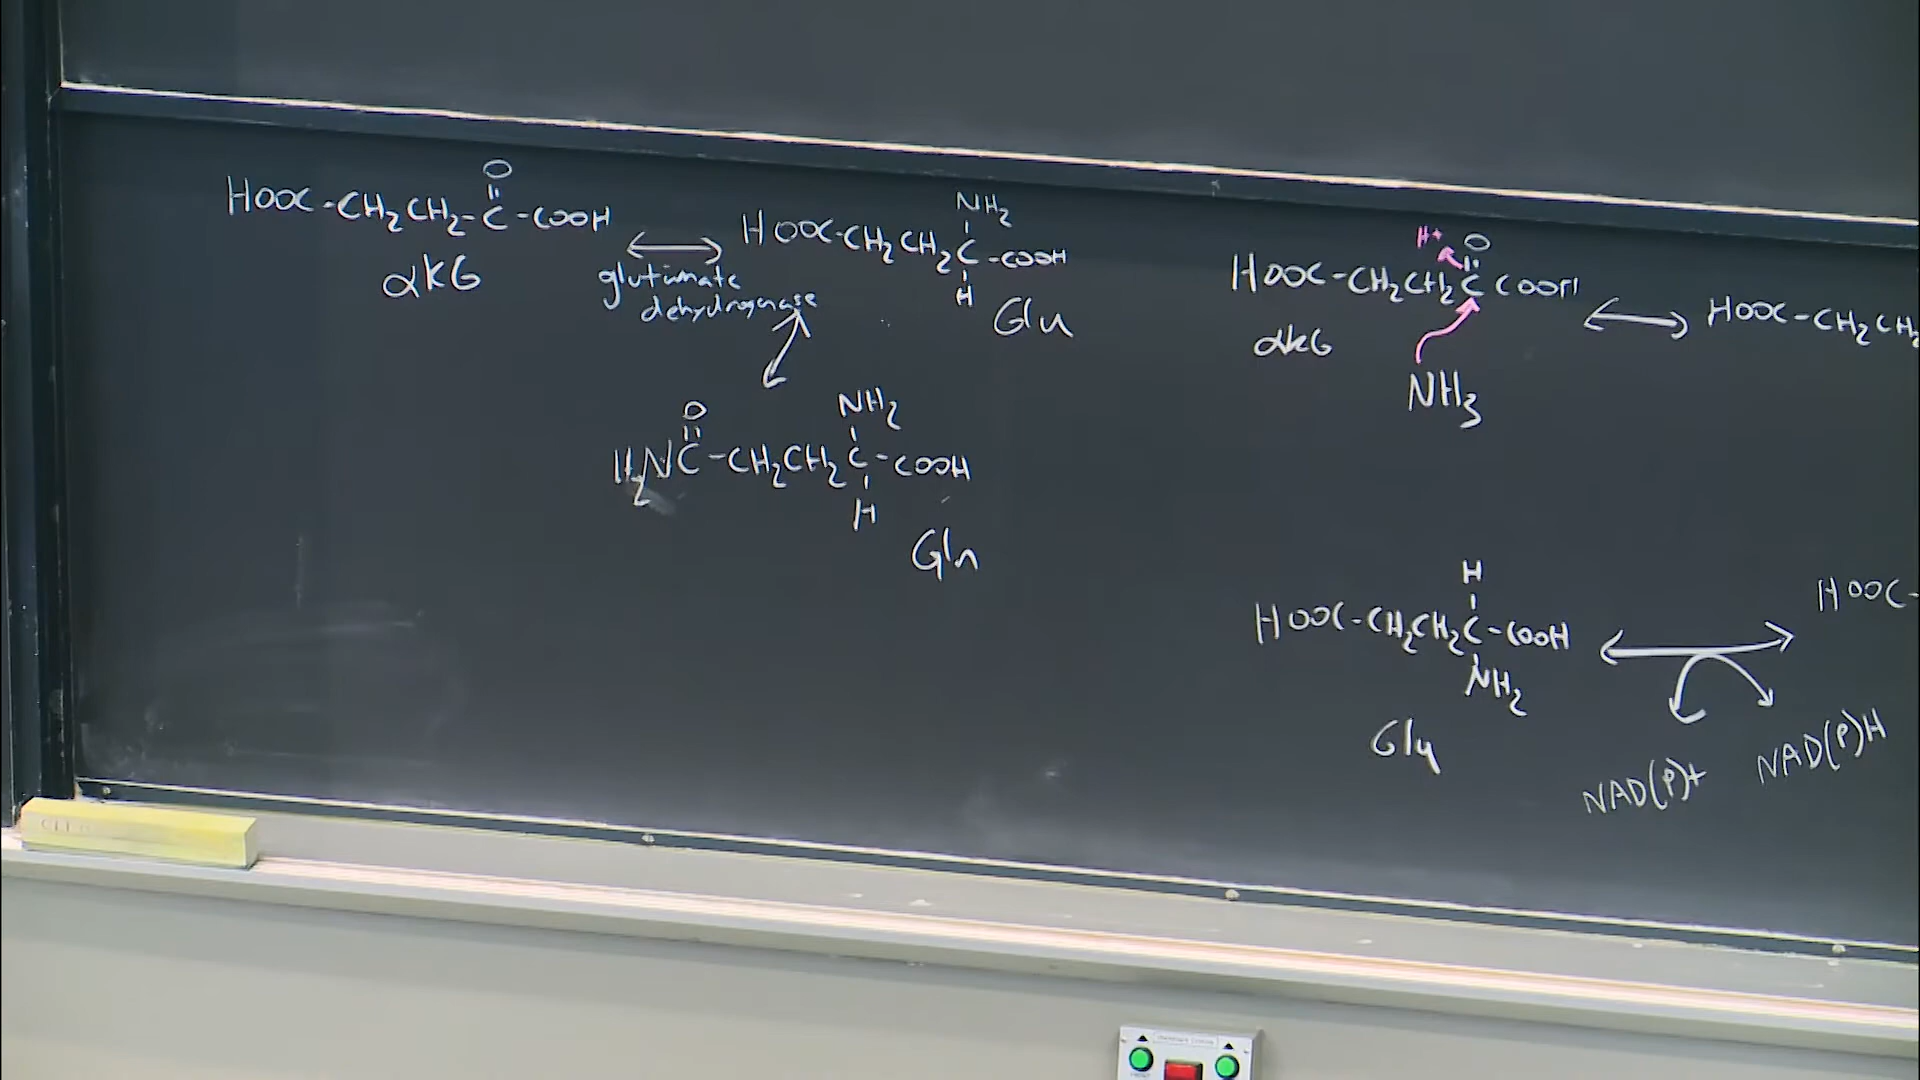 O
HOOC-CH₂CH₂-C-COOH
αKG
glutamate
dehydrogenase
NH₂
HOOC-CH₂CH₂C-COOH
H
Glu
O
NH₂
H₂NC-CH₂CH₂C-COOH
H
Gln
H⁺ O
HOOC-CH₂CH₂C COOH
αKG
NH₃
HOOC-CH₂CH₂
H
HOOC-CH₂CH₂C-COOH
NH₂
Glu
HOOC-
NAD(P)+
NAD(P)H